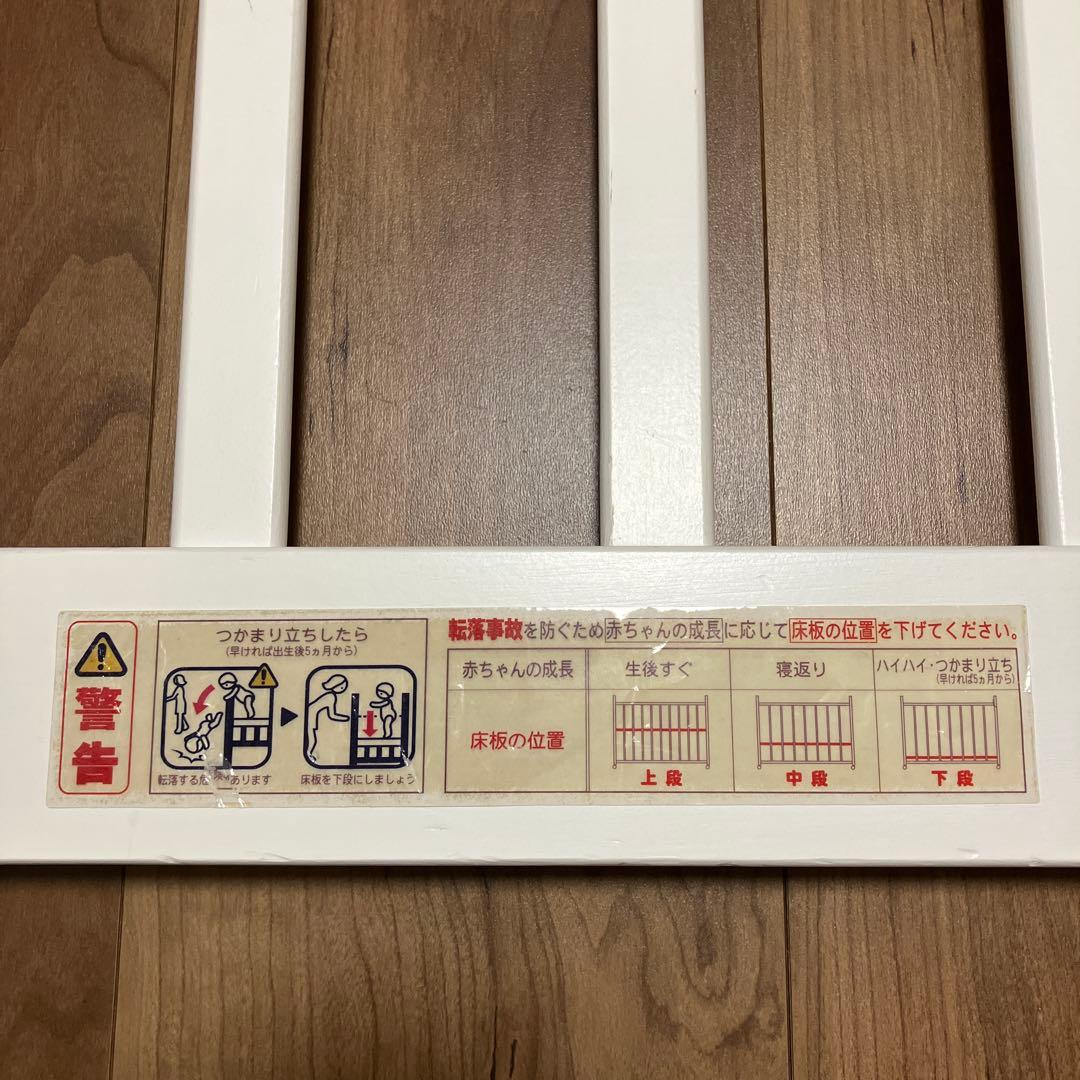 警告
つかまり立ちしたら
(早ければ出生後5ヵ月から)
転落する危 あります
床板を下段にしましょう
転落事故を防ぐため赤ちゃんの成長に応じて床板の位置を下げてください。
赤ちゃんの成長 生後すぐ 寝返り ハイハイ・つかまり立ち
(早ければ5ヵ月から)
床板の位置 上段 中段 下段